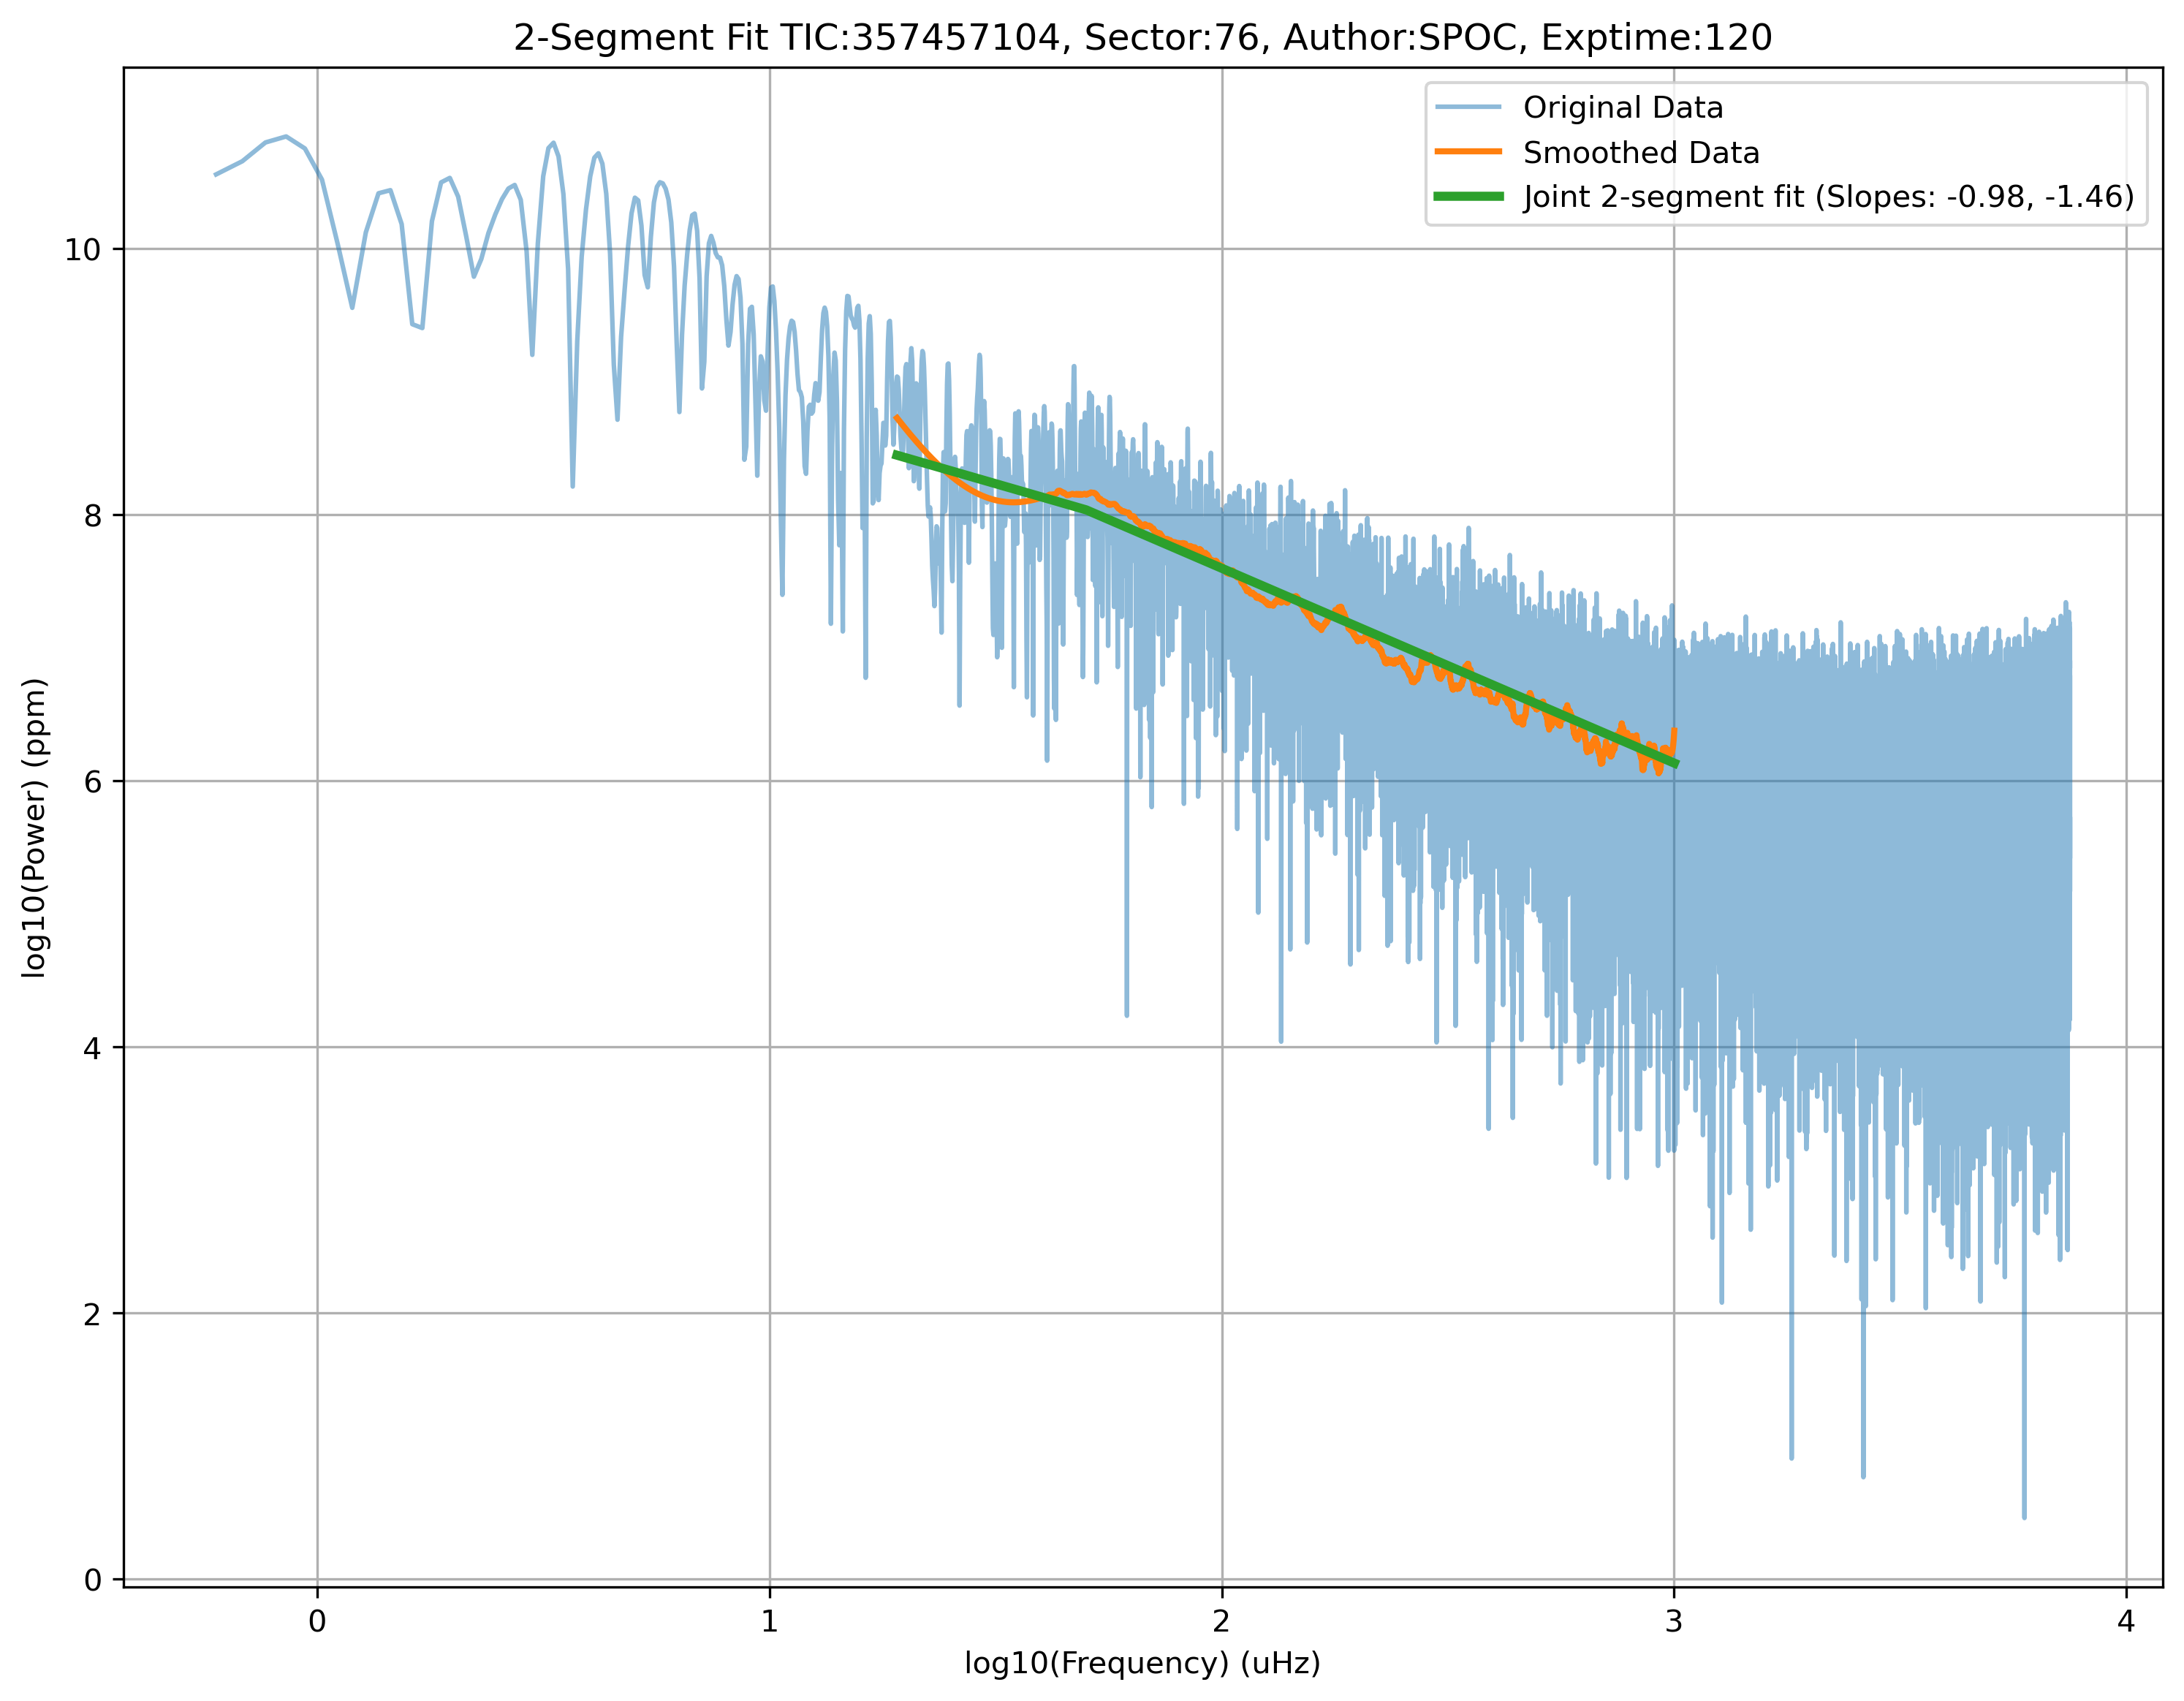 2-Segment Fit TIC:357457104, Sector:76, Author:SPOC, Exptime:120
Original Data
Smoothed Data
Joint 2-segment fit (Slopes: -0.98, -1.46)
log10(Power) (ppm)
10
8
6
4
2
0
0 1 2 3 4
log10(Frequency) (uHz)